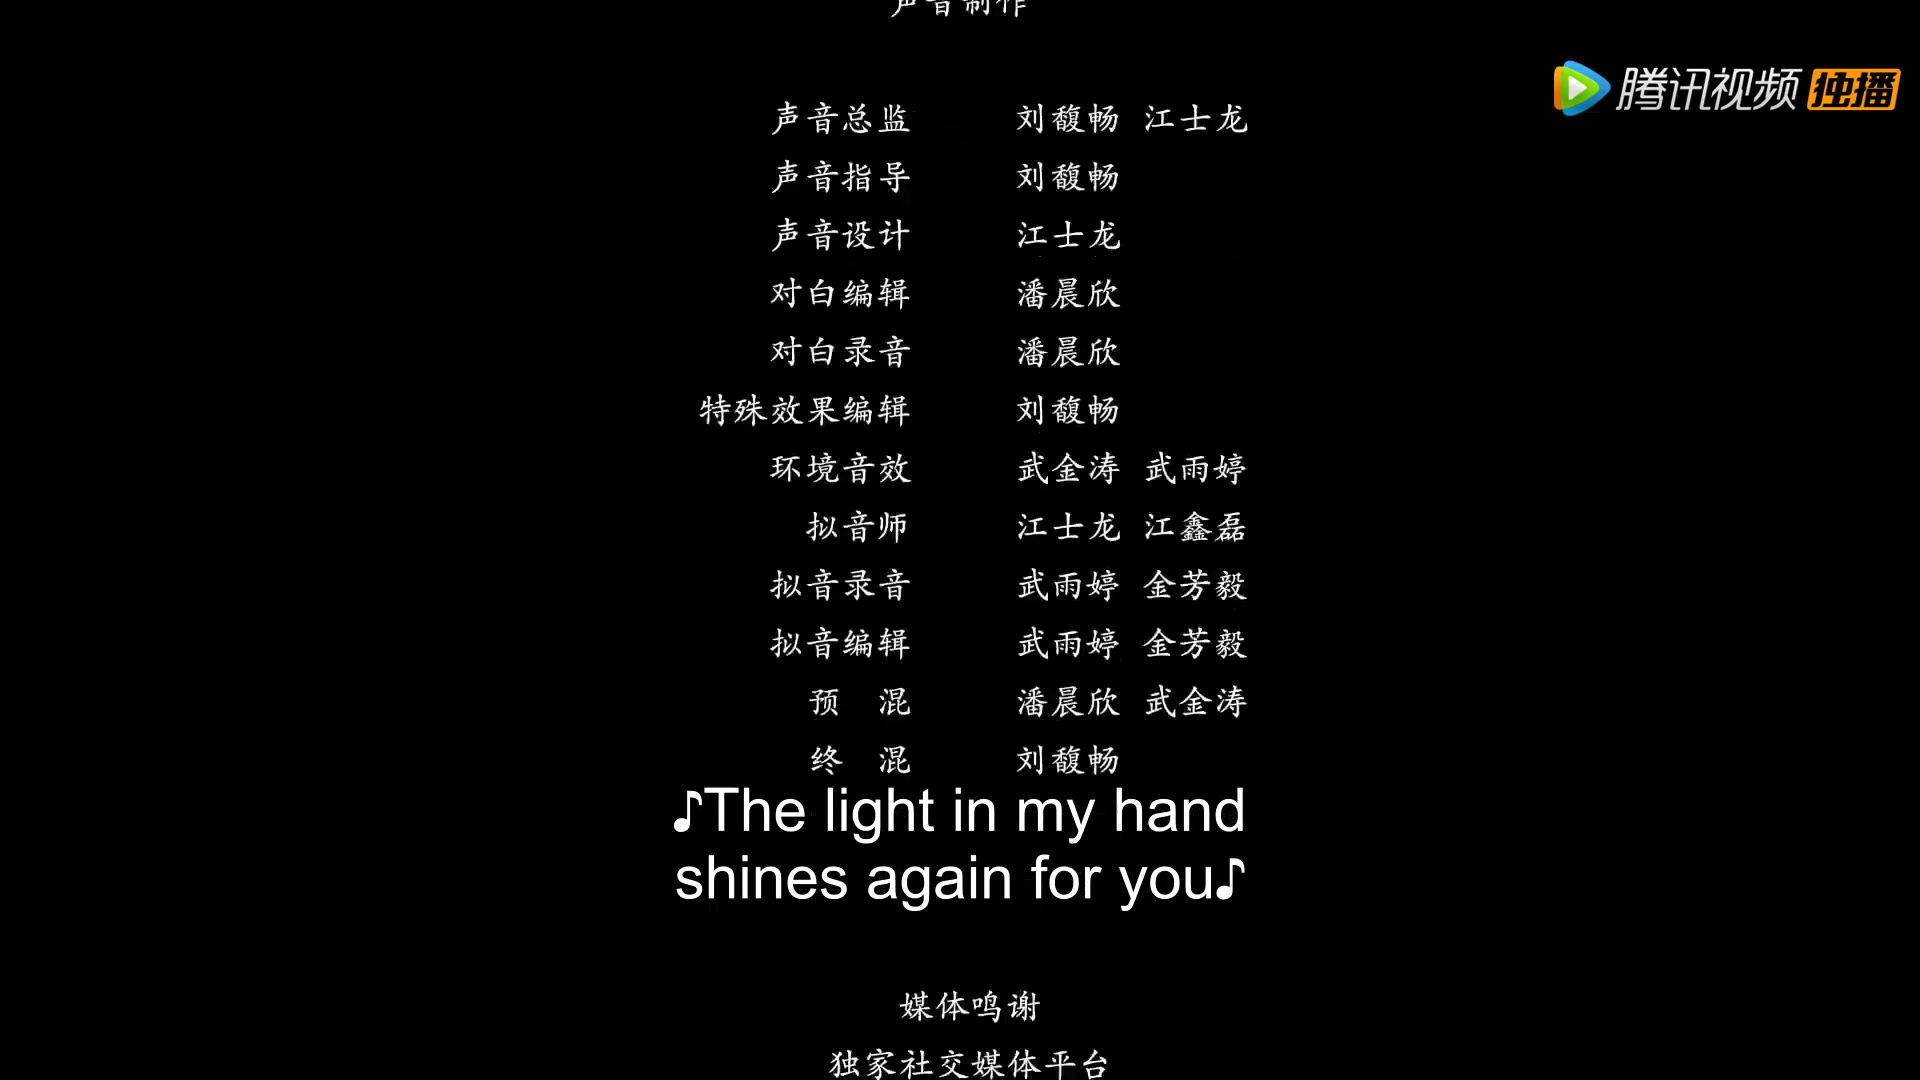 声音制作
腾讯视频 独播
声音总监 刘馥畅 江士龙
声音指导 刘馥畅
声音设计 江士龙
对白编辑 潘晨欣
对白录音 潘晨欣
特殊效果编辑 刘馥畅
环境音效 武金涛 武雨婷
拟音师 江士龙 江鑫磊
拟音录音 武雨婷 金芳毅
拟音编辑 武雨婷 金芳毅
预 混 潘晨欣 武金涛
终 混 刘馥畅
♪The light in my hand
shines again for you♪
媒体鸣谢
独家社交媒体平台